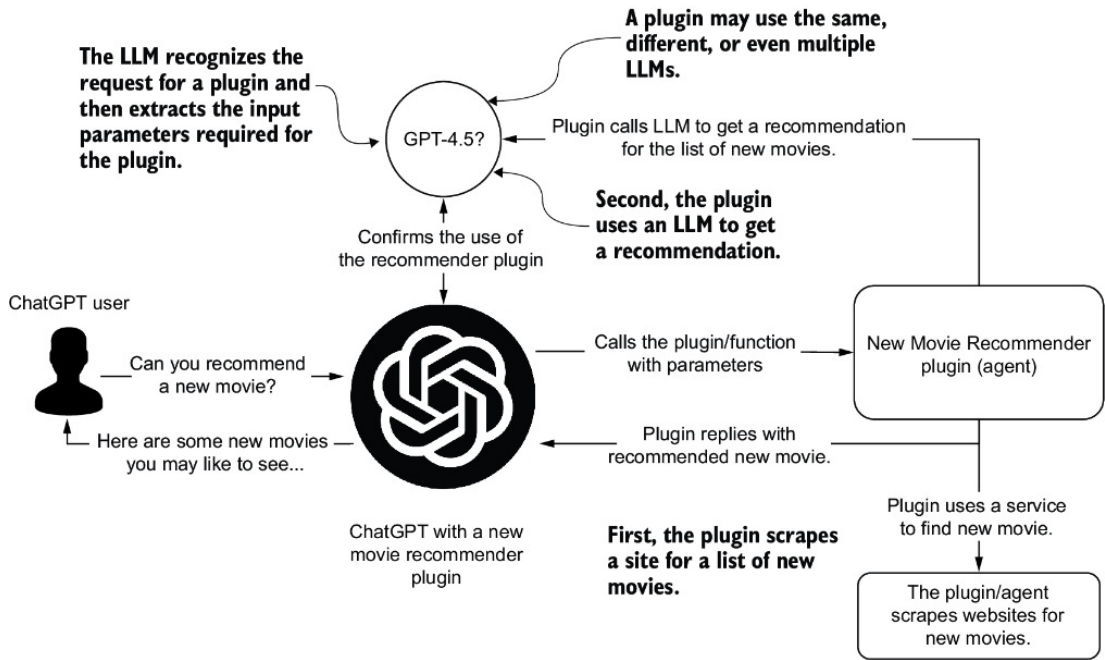 The LLM recognizes the
request for a plugin and
then extracts the input
parameters required for
the plugin.
A plugin may use the same,
different, or even multiple
LLMs.
GPT-4.5?
Plugin calls LLM to get a recommendation
for the list of new movies.
Second, the plugin
uses an LLM to get
a recommendation.
Confirms the use of
the recommender plugin
ChatGPT user
Can you recommend
a new movie?
Here are some new movies
you may like to see...
Calls the plugin/function
with parameters
New Movie Recommender
plugin (agent)
Plugin replies with
recommended new movie.
ChatGPT with a new
movie recommender
plugin
First, the plugin scrapes
a site for a list of new
movies.
Plugin uses a service
to find new movie.
The plugin/agent
scrapes websites for
new movies.